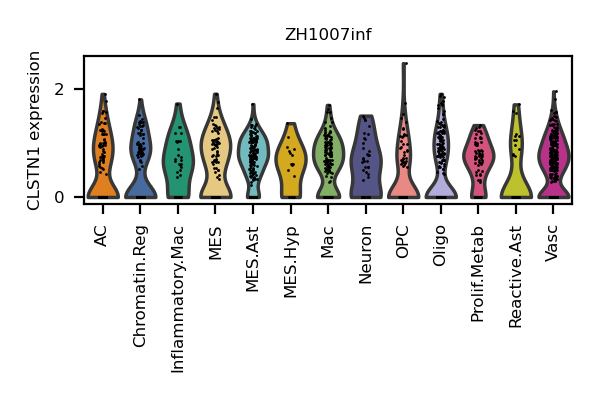 ZH1007inf
CLSTN1 expression
2
0
AC
Chromatin.Reg
Inflammatory.Mac
MES
MES.Ast
MES.Hyp
Mac
Neuron
OPC
Oligo
Prolif.Metab
Reactive.Ast
Vasc